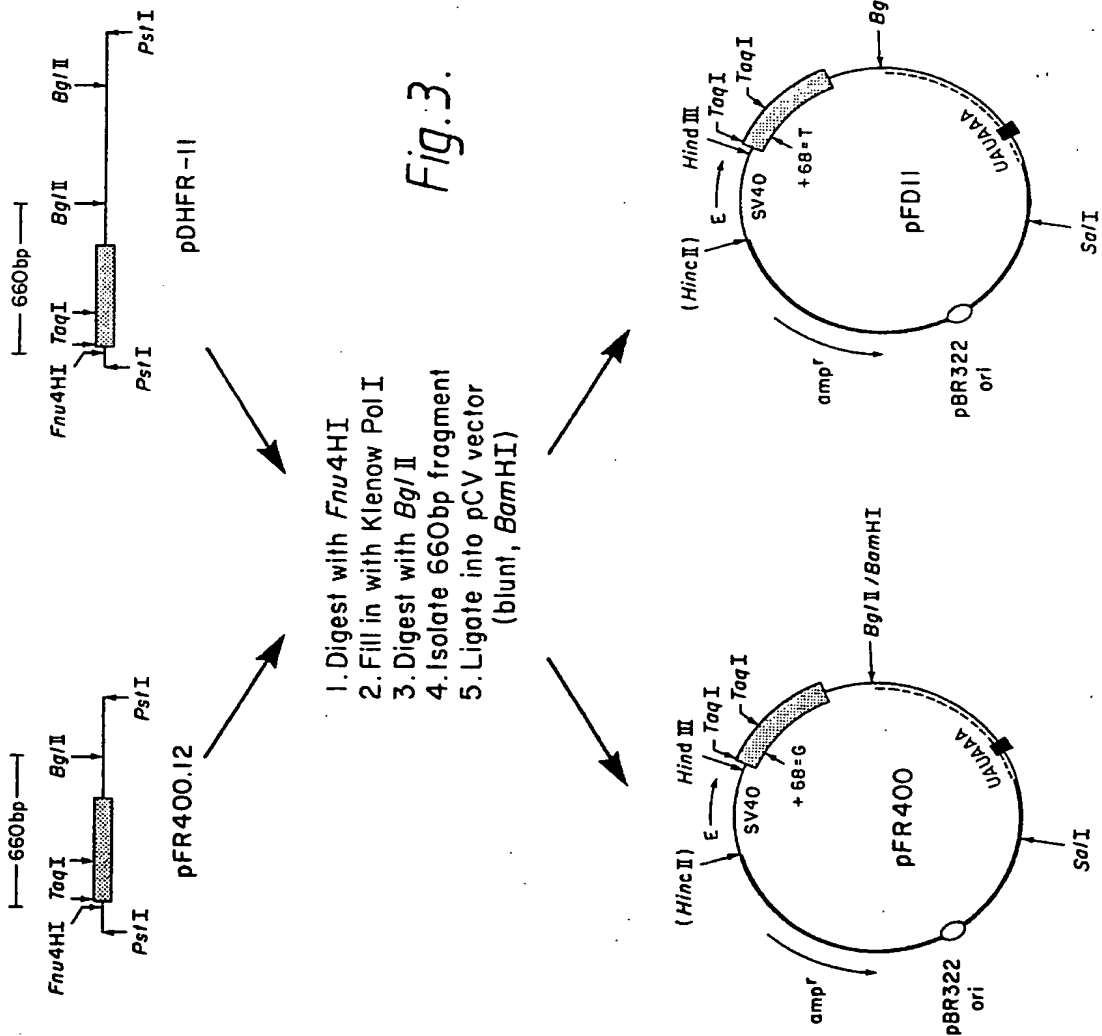 660bp
Fnu4HI
TaqI
BglII
PstI
PstI
pFR400.12
660bp
Fnu4HI
TaqI
BglII
BglII
PstI
PstI
pDHFR-11
Fig.3.
1. Digest with Fnu4HI
2. Fill in with Klenow Pol I
3. Digest with BglII
4. Isolate 660bp fragment
5. Ligate into pCV vector
(blunt, BamHI)
(HincII)
E
HindIII
TaqI
TaqI
SV40
+68=G
ampʳ
pFR400
BglII/BamHI
UAUAAA
pBR322
ori
SalI
(HincII)
E
HindIII
TaqI
TaqI
SV40
+68=T
ampʳ
pFD11
Bg
UAUAAA
pBR322
ori
SalI